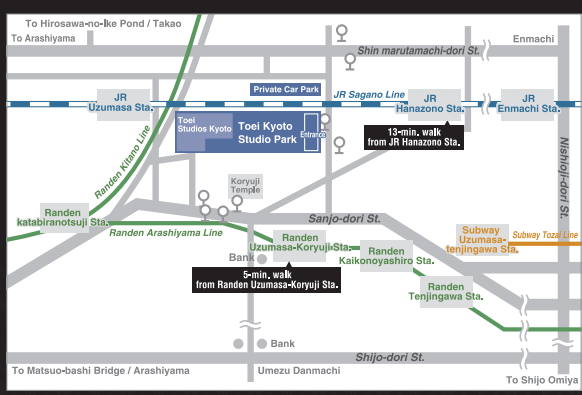 To Hirosawa-no-Ike Pond / Takao
To Arashiyama
Enmachi
Shin marutamachi-dori St.
Private Car Park
JR Sagano Line
JR
Uzumasa Sta.
JR
Hanazono Sta.
JR
Enmachi Sta.
Toei
Studios Kyoto
Toei Kyoto
Studio Park
Entrance
13-min. walk
from JR Hanazono Sta.
Randen Kitano Line
Nishioji-dori St.
Koryuji
Temple
Randen
katabiranotsuji Sta.
Sanjo-dori St.
Randen Arashiyama Line
Randen
Uzumasa-Koryuji Sta.
Subway
Uzumasa-
tenjingawa Sta.
Subway Tozai Line
Bank
Randen
Kaikonoyashiro Sta.
5-min. walk
from Randen Uzumasa-Koryuji Sta.
Randen
Tenjingawa Sta.
Bank
Shijo-dori St.
To Matsuo-bashi Bridge / Arashiyama
Umezu Danmachi
To Shijo Omiya